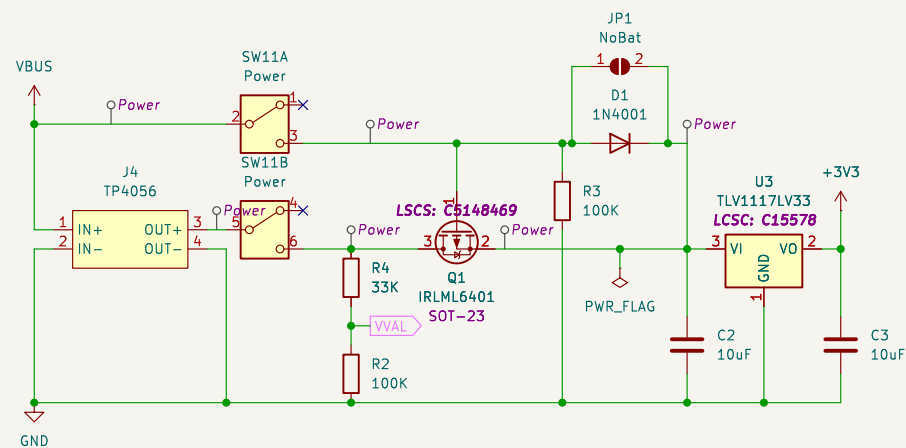 JP1
NoBat
1 2
SW11A
Power
VBUS
1
2
3
Power
Power
D1
1N4001
Power
SW11B
Power
J4
TP4056
1 IN+ OUT+ 3
2 IN- OUT- 4
Power
4
5
6
LSCS: C5148469
1
3
2
Q1
IRLML6401
SOT-23
Power
Power
R3
100K
U3
TLV1117LV33
LCSC: C15578
+3V3
3 VI VO 2
GND
1
R4
33K
VVAL
R2
100K
PWR_FLAG
C2
10uF
C3
10uF
GND